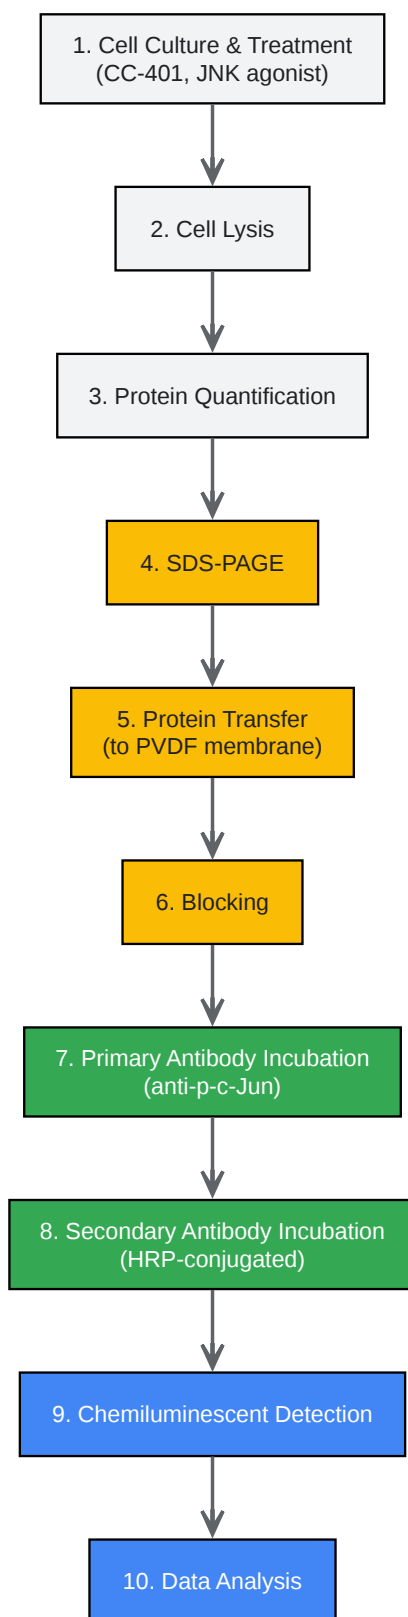 1. Cell Culture & Treatment
(CC-401, JNK agonist)
2. Cell Lysis
3. Protein Quantification
4. SDS-PAGE
5. Protein Transfer
(to PVDF membrane)
6. Blocking
7. Primary Antibody Incubation
(anti-p-c-Jun)
8. Secondary Antibody Incubation
(HRP-conjugated)
9. Chemiluminescent Detection
10. Data Analysis